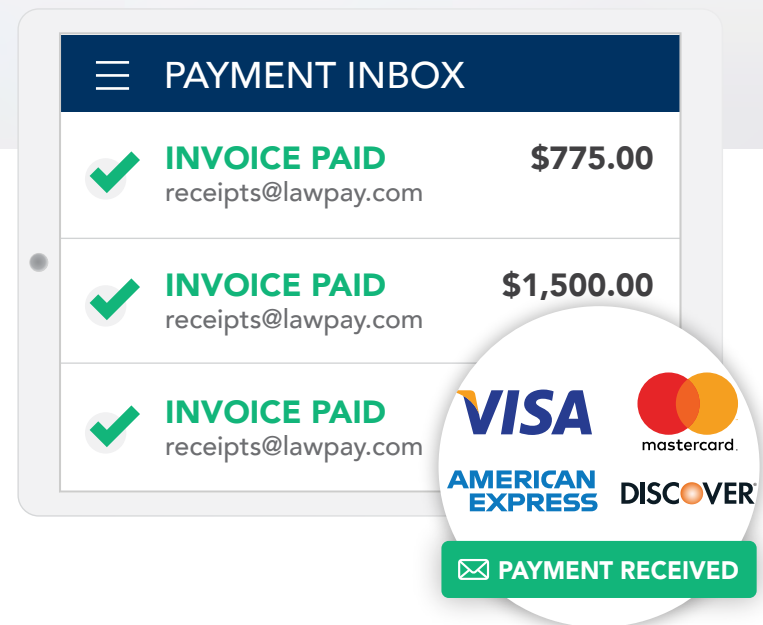 PAYMENT INBOX
INVOICE PAID $775.00
receipts@lawpay.com
INVOICE PAID $1,500.00
receipts@lawpay.com
INVOICE PAID
receipts@lawpay.com
VISA
mastercard.
AMERICAN
EXPRESS
DISCOVER
PAYMENT RECEIVED